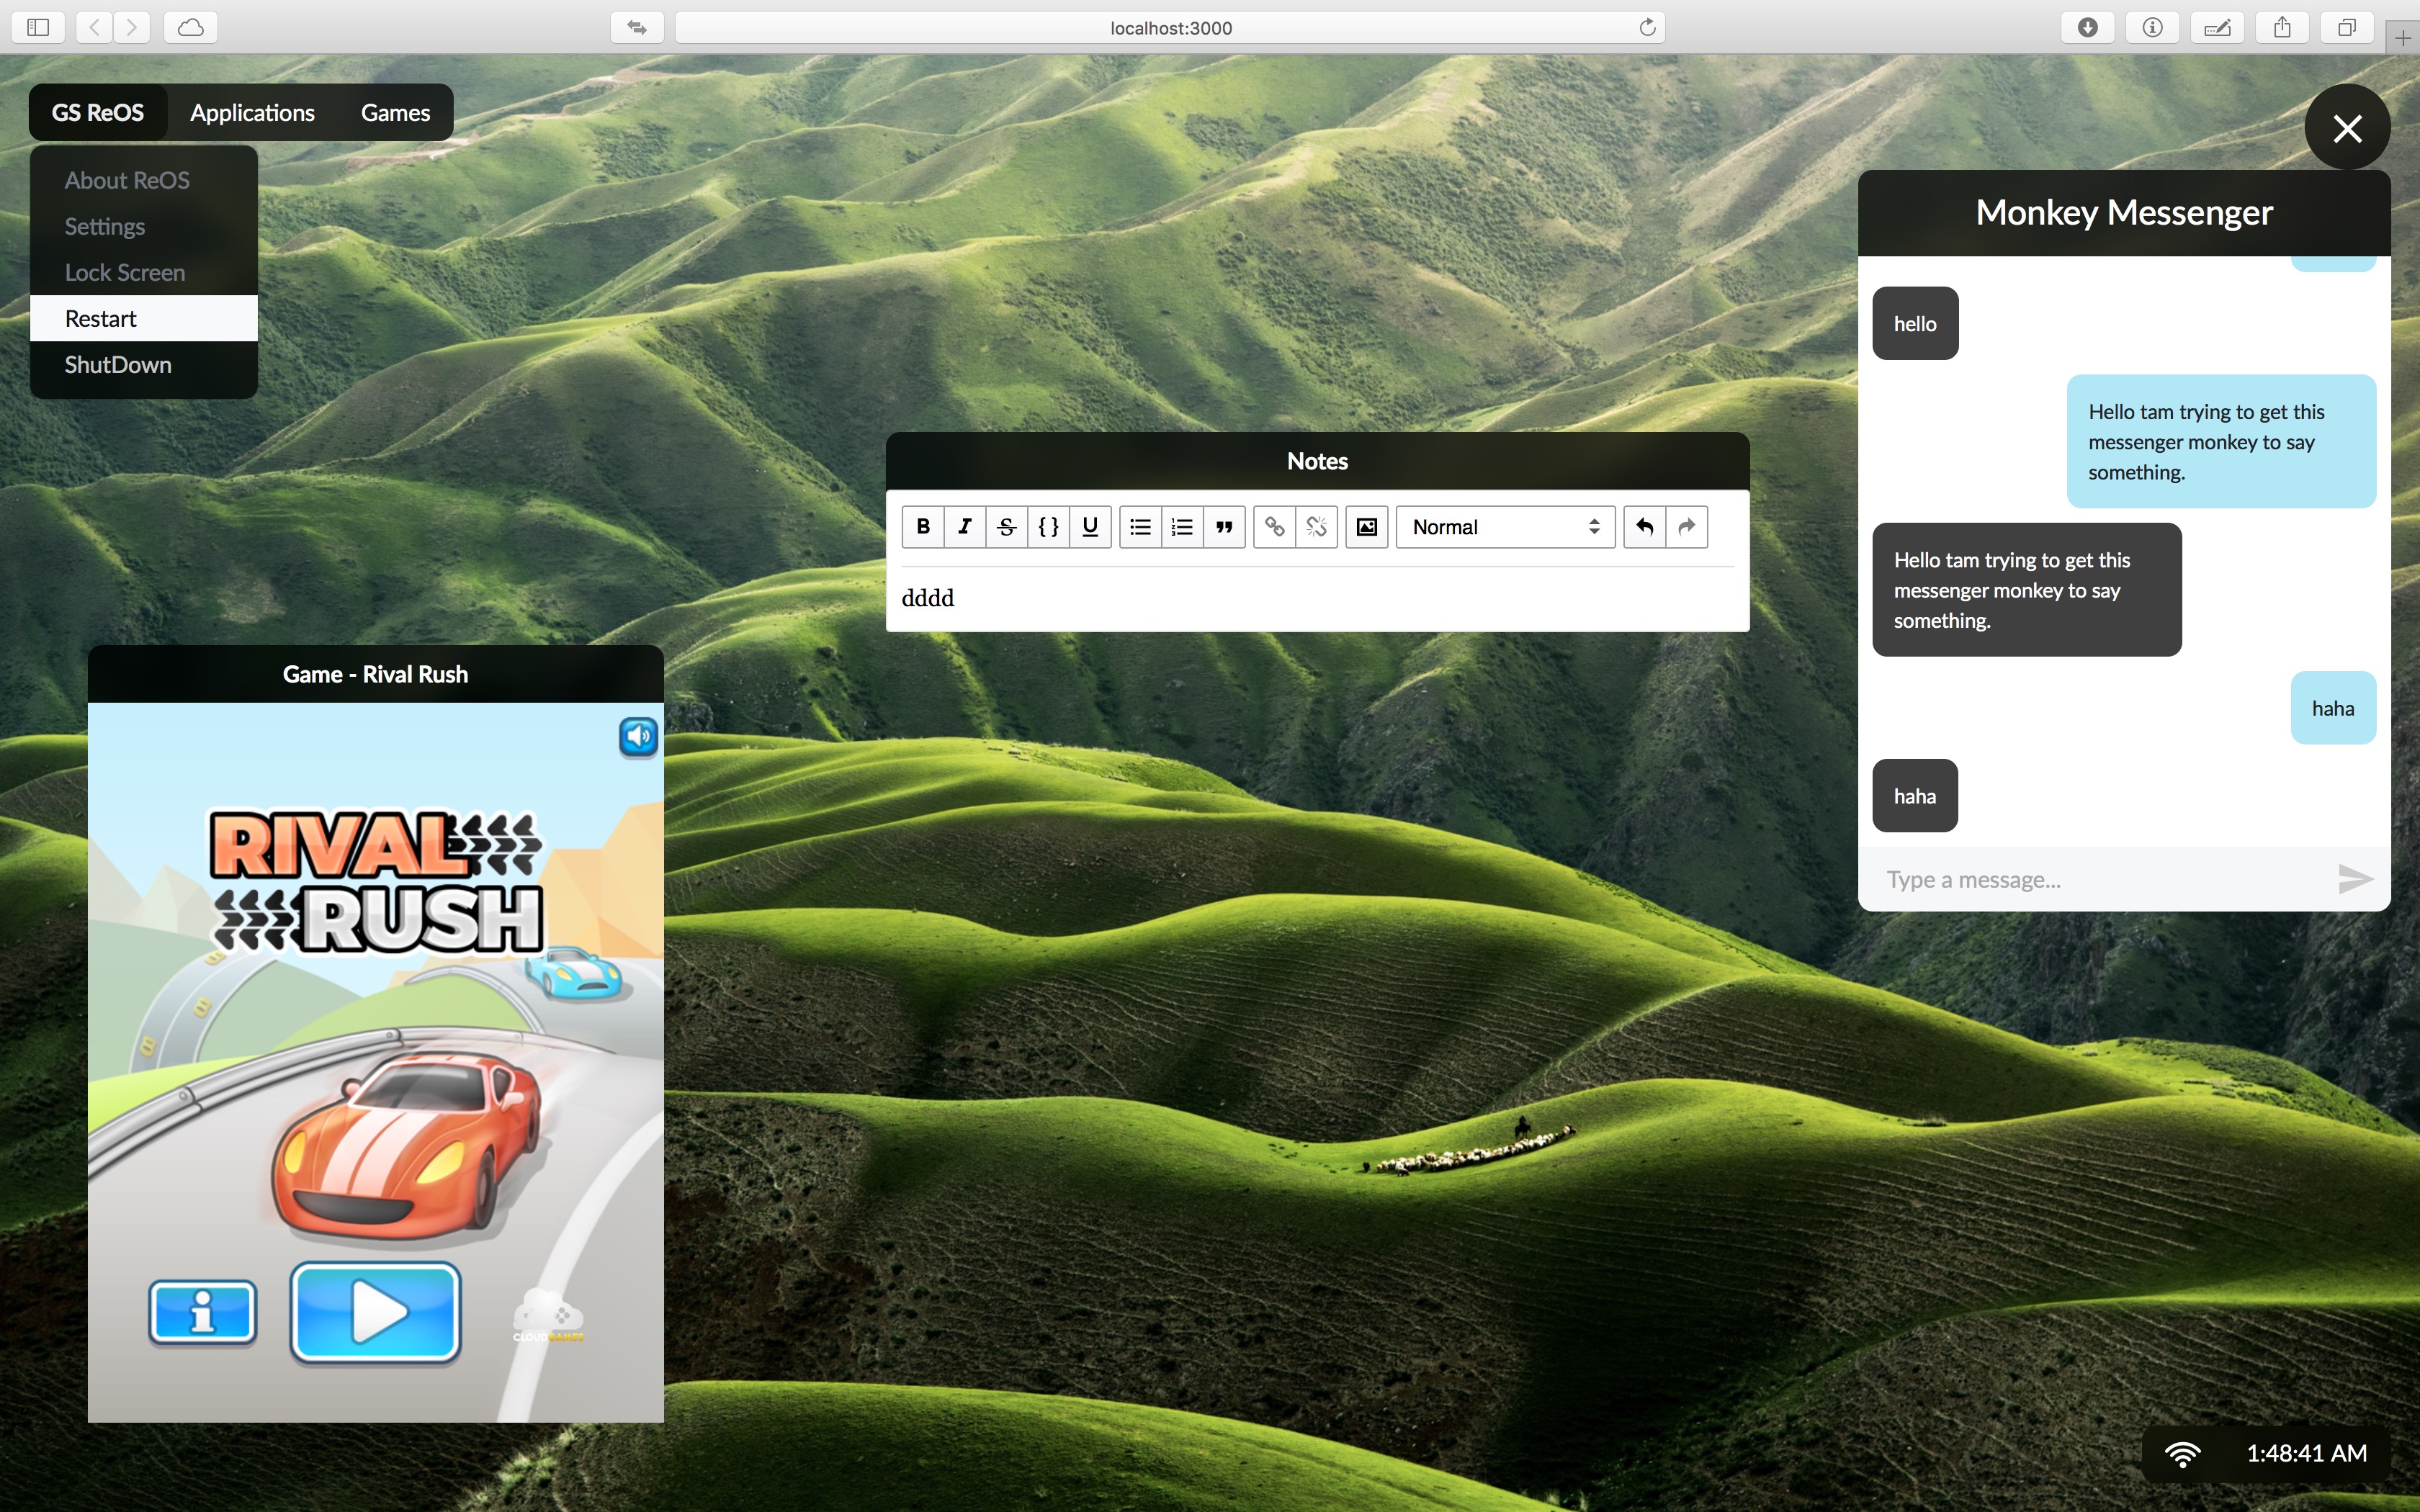 localhost:3000
GS ReOS Applications Games
About ReOS
Settings
Lock Screen
Restart
ShutDown
Monkey Messenger
hello
Hello tam trying to get this
messenger monkey to say
something.
Hello tam trying to get this
messenger monkey to say
something.
haha
haha
Type a message...
Notes
B I S { } U Normal
dddd
Game - Rival Rush
RIVAL
RUSH
CLOUDGAMES
1:48:41 AM